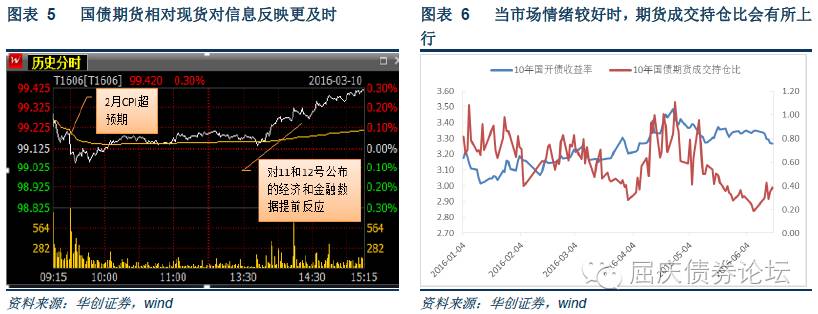 图表 5 国债期货相对现货对信息反映更及时
历史分时
T1606[T1606] 99.420 0.30% 2016-03-10
99.425 0.30%
99.325 0.20%
99.225 0.10%
99.125 0.00%
99.025 0.10%
98.925 0.20%
98.825 0.30%
2月CPI超
预期
对11和12号公布
的经济和金融数
据提前反应
564 564
282 282
09:15 10:00 13:30 14:30 15:15
资料来源：华创证券，wind
图表 6 当市场情绪较好时，期货成交持仓比会有所上
行
10年国开债收益率 10年国债期货成交持仓比
3.60 1.20
3.50 1.00
3.40 0.80
3.30
3.20 0.60
3.10 0.40
3.00
2.90 0.20
2.80 0.00
2016-01-04
2016-02-04
2016-03-04
2016-04-04
2016-05-04
2016-06-04
屈庆债券论坛
资料来源：华创证券，wind